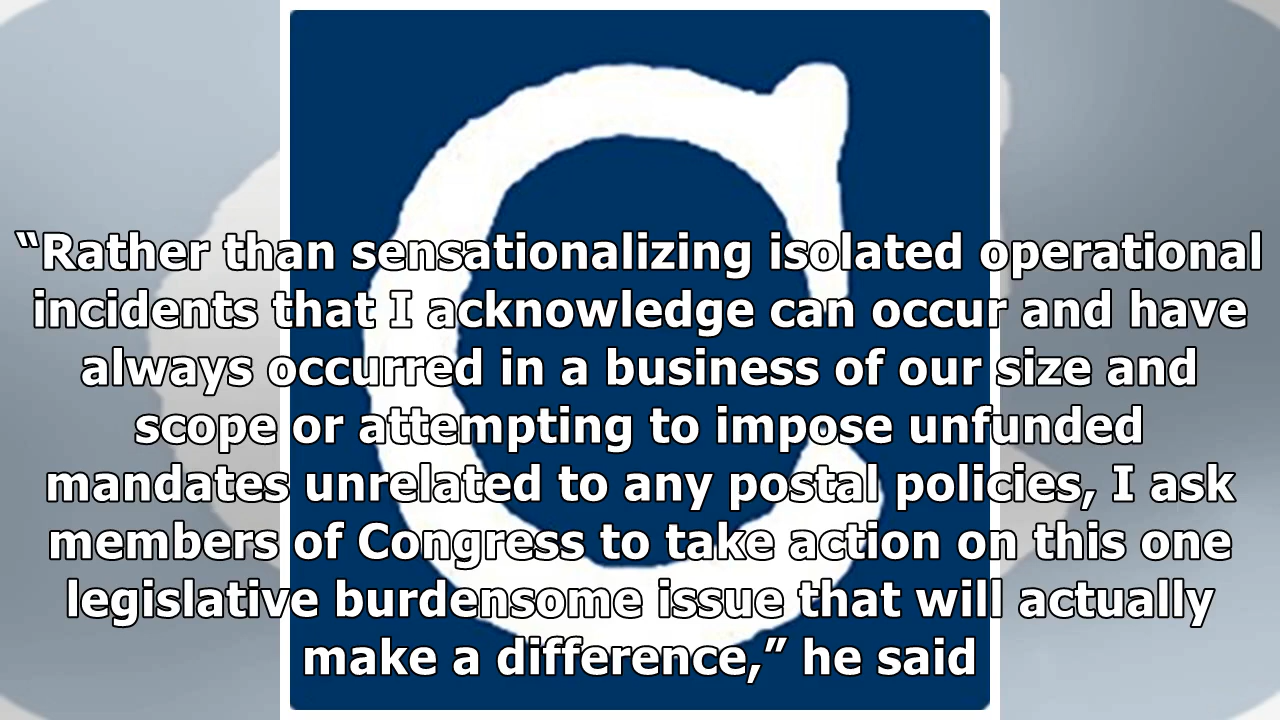 “Rather than sensationalizing isolated operational
incidents that I acknowledge can occur and have
always occurred in a business of our size and
scope or attempting to impose unfunded
mandates unrelated to any postal policies, I ask
members of Congress to take action on this one
legislative burdensome issue that will actually
make a difference,” he said
C